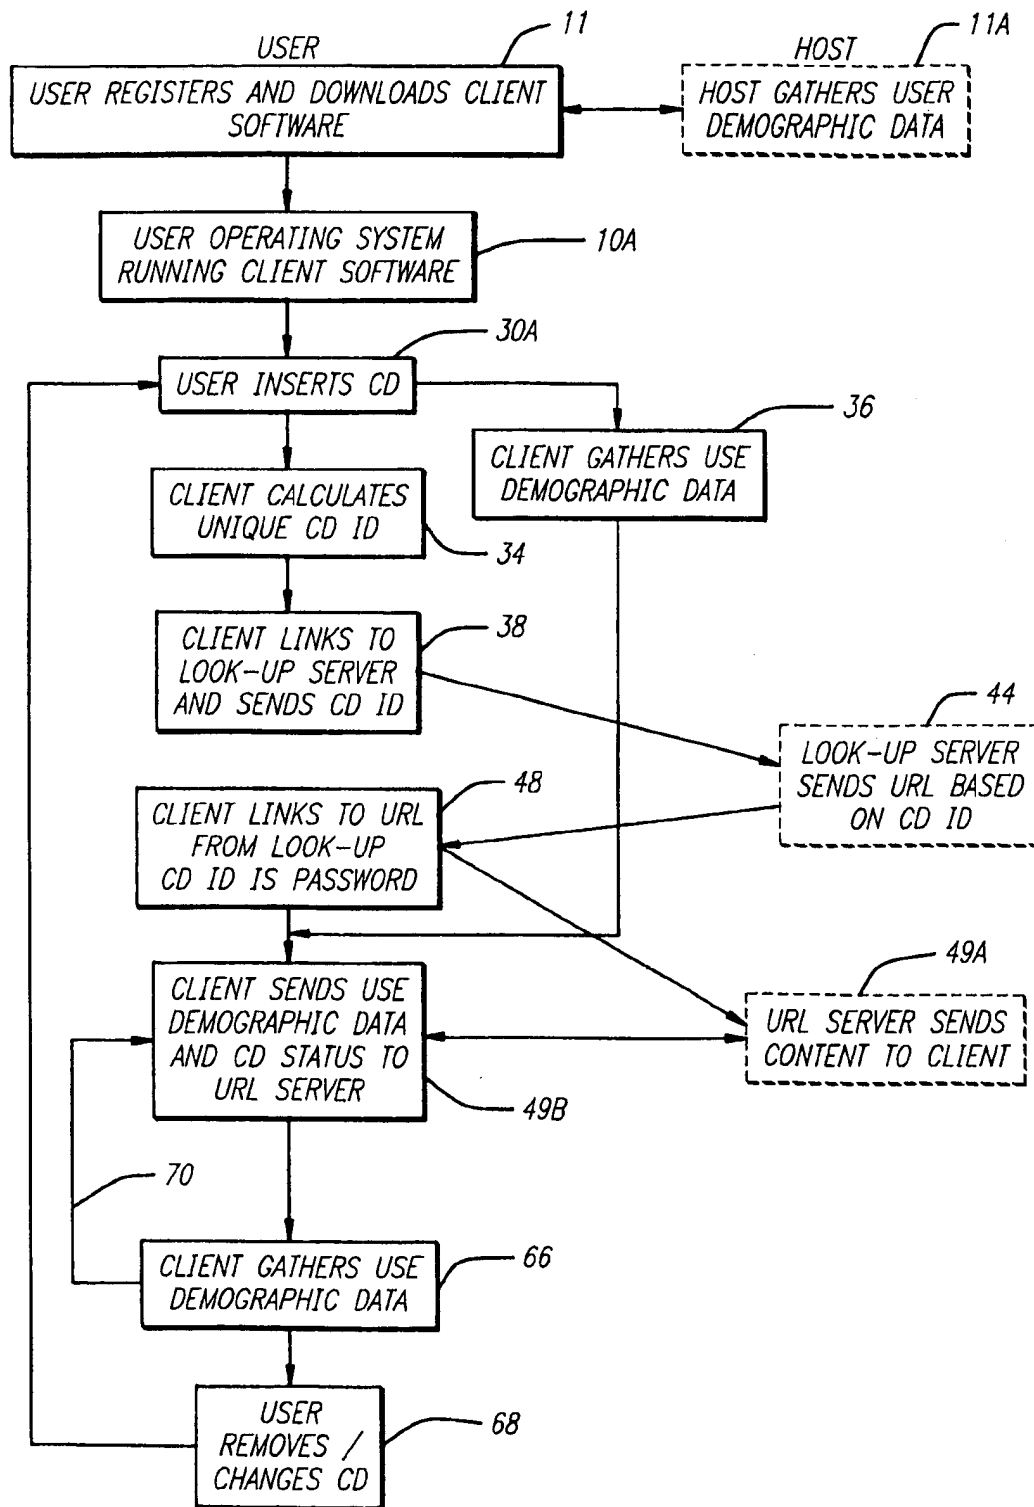 11
11A
USER
HOST
USER REGISTERS AND DOWNLOADS CLIENT
SOFTWARE
HOST GATHERS USER
DEMOGRAPHIC DATA
USER OPERATING SYSTEM
RUNNING CLIENT SOFTWARE
10A
30A
USER INSERTS CD
36
CLIENT GATHERS USE
DEMOGRAPHIC DATA
CLIENT CALCULATES
UNIQUE CD ID
34
CLIENT LINKS TO
LOOK-UP SERVER
AND SENDS CD ID
38
44
LOOK-UP SERVER
SENDS URL BASED
ON CD ID
48
CLIENT LINKS TO URL
FROM LOOK-UP
CD ID IS PASSWORD
49A
URL SERVER SENDS
CONTENT TO CLIENT
CLIENT SENDS USE
DEMOGRAPHIC DATA
AND CD STATUS TO
URL SERVER
49B
70
CLIENT GATHERS USE
DEMOGRAPHIC DATA
66
USER
REMOVES /
CHANGES CD
68